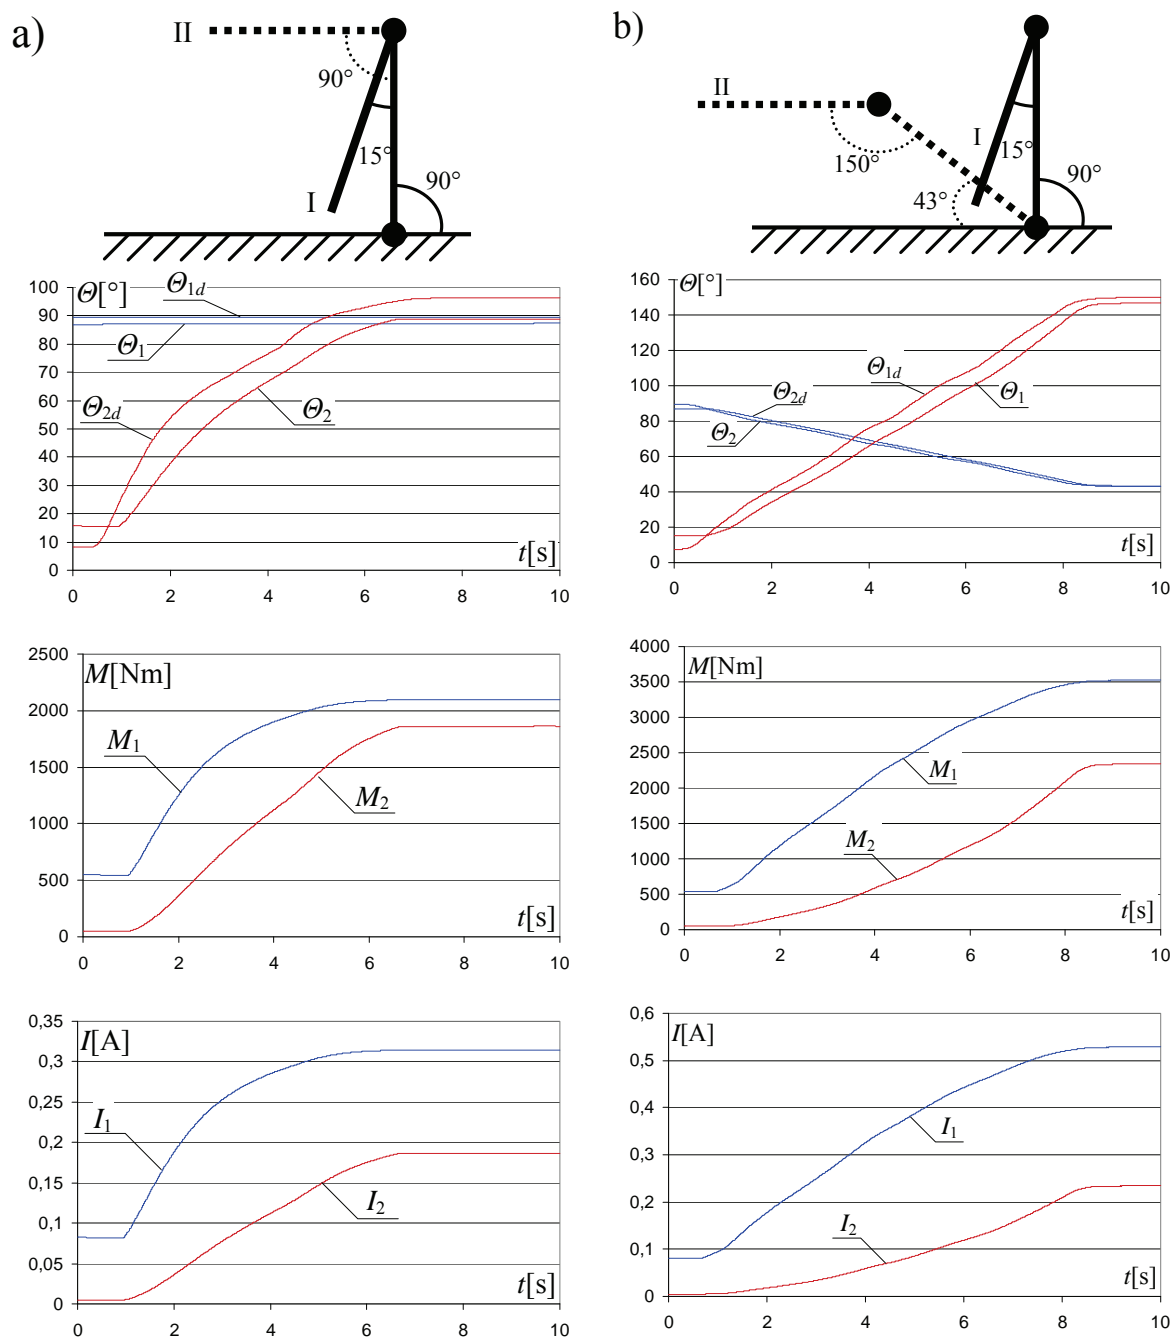 a)
II
90°
15°
90°
I
b)
II
I
150°
15°
90°
43°
Θ[°]
Θ1d
Θ1
Θ2d
Θ2
t[s]
100
90
80
70
60
50
40
30
20
10
0
0 2 4 6 8 10
Θ[°]
Θ1d
Θ1
Θ2d
Θ2
t[s]
160
140
120
100
80
60
40
20
0
0 2 4 6 8 10
M[Nm]
M1
M2
t[s]
2500
2000
1500
1000
500
0
0 2 4 6 8 10
M[Nm]
M1
M2
t[s]
4000
3500
3000
2500
2000
1500
1000
500
0
0 2 4 6 8 10
I[A]
I1
I2
t[s]
0,35
0,3
0,25
0,2
0,15
0,1
0,05
0
0 2 4 6 8 10
I[A]
I1
I2
t[s]
0,6
0,5
0,4
0,3
0,2
0,1
0
0 2 4 6 8 10